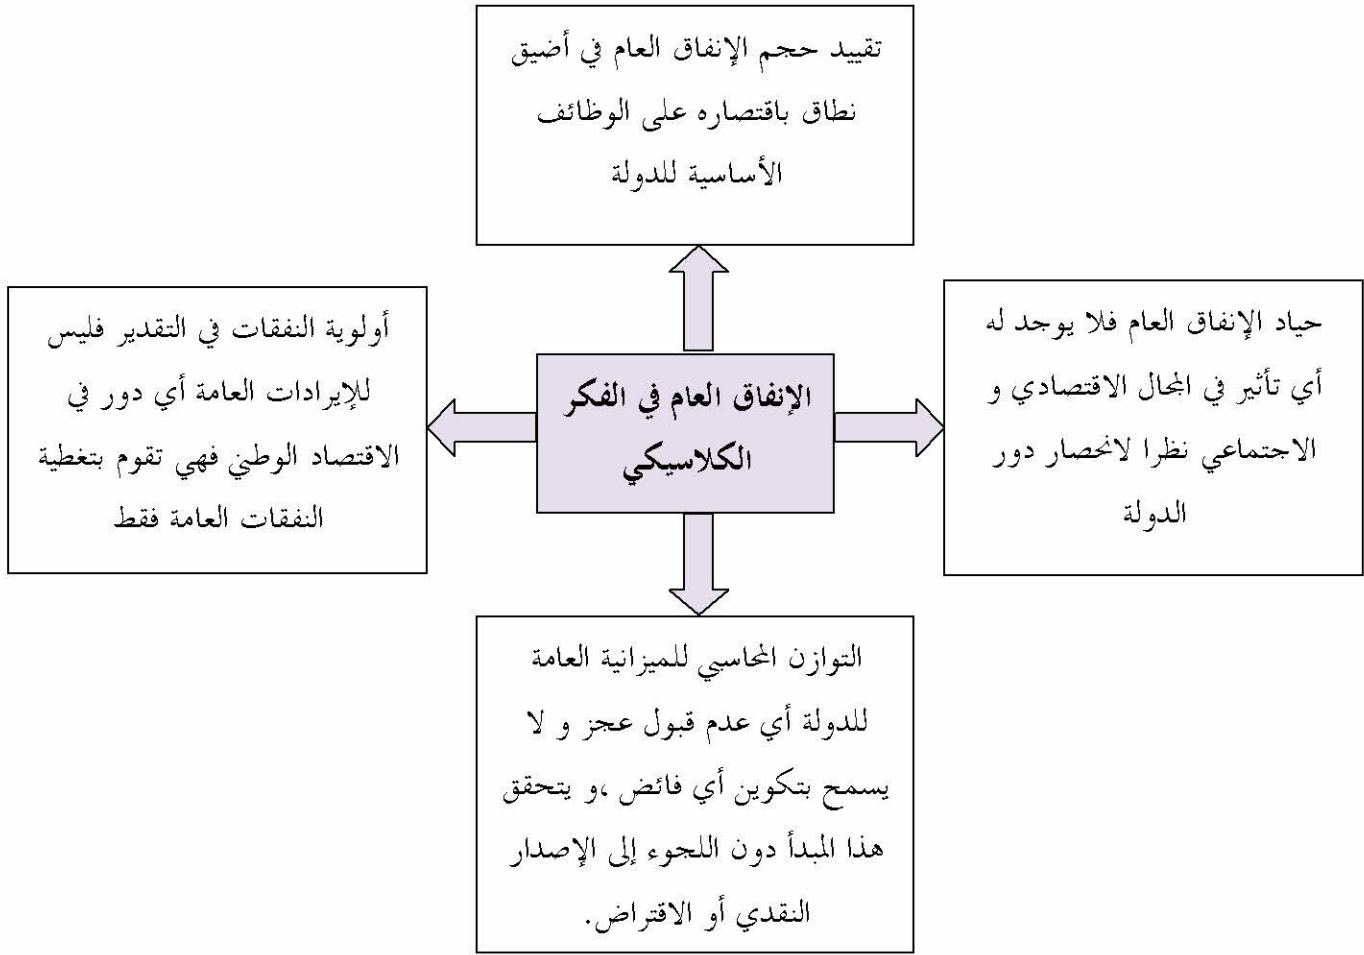 تقييد حجم الإنفاق العام في أضيق
نطاق باقتصاره على الوظائف
الأساسية للدولة
حياد الإنفاق العام فلا يوجد له
أي تأثير في المجال الاقتصادي و
الاجتماعي نظرا لانحصار دور
الدولة
الإنفاق العام في الفكر
الكلاسيكي
أولوية النفقات في التقدير فليس
للإيرادات العامة أي دور في
الاقتصاد الوطني فهي تقوم بتغطية
النفقات العامة فقط
التوازن المحاسبي للميزانية العامة
للدولة أي عدم قبول عجز و لا
يسمح بتكوين أي فائض ،و يتحقق
هذا المبدأ دون اللجوء إلى الإصدار
النقدي أو الاقتراض.